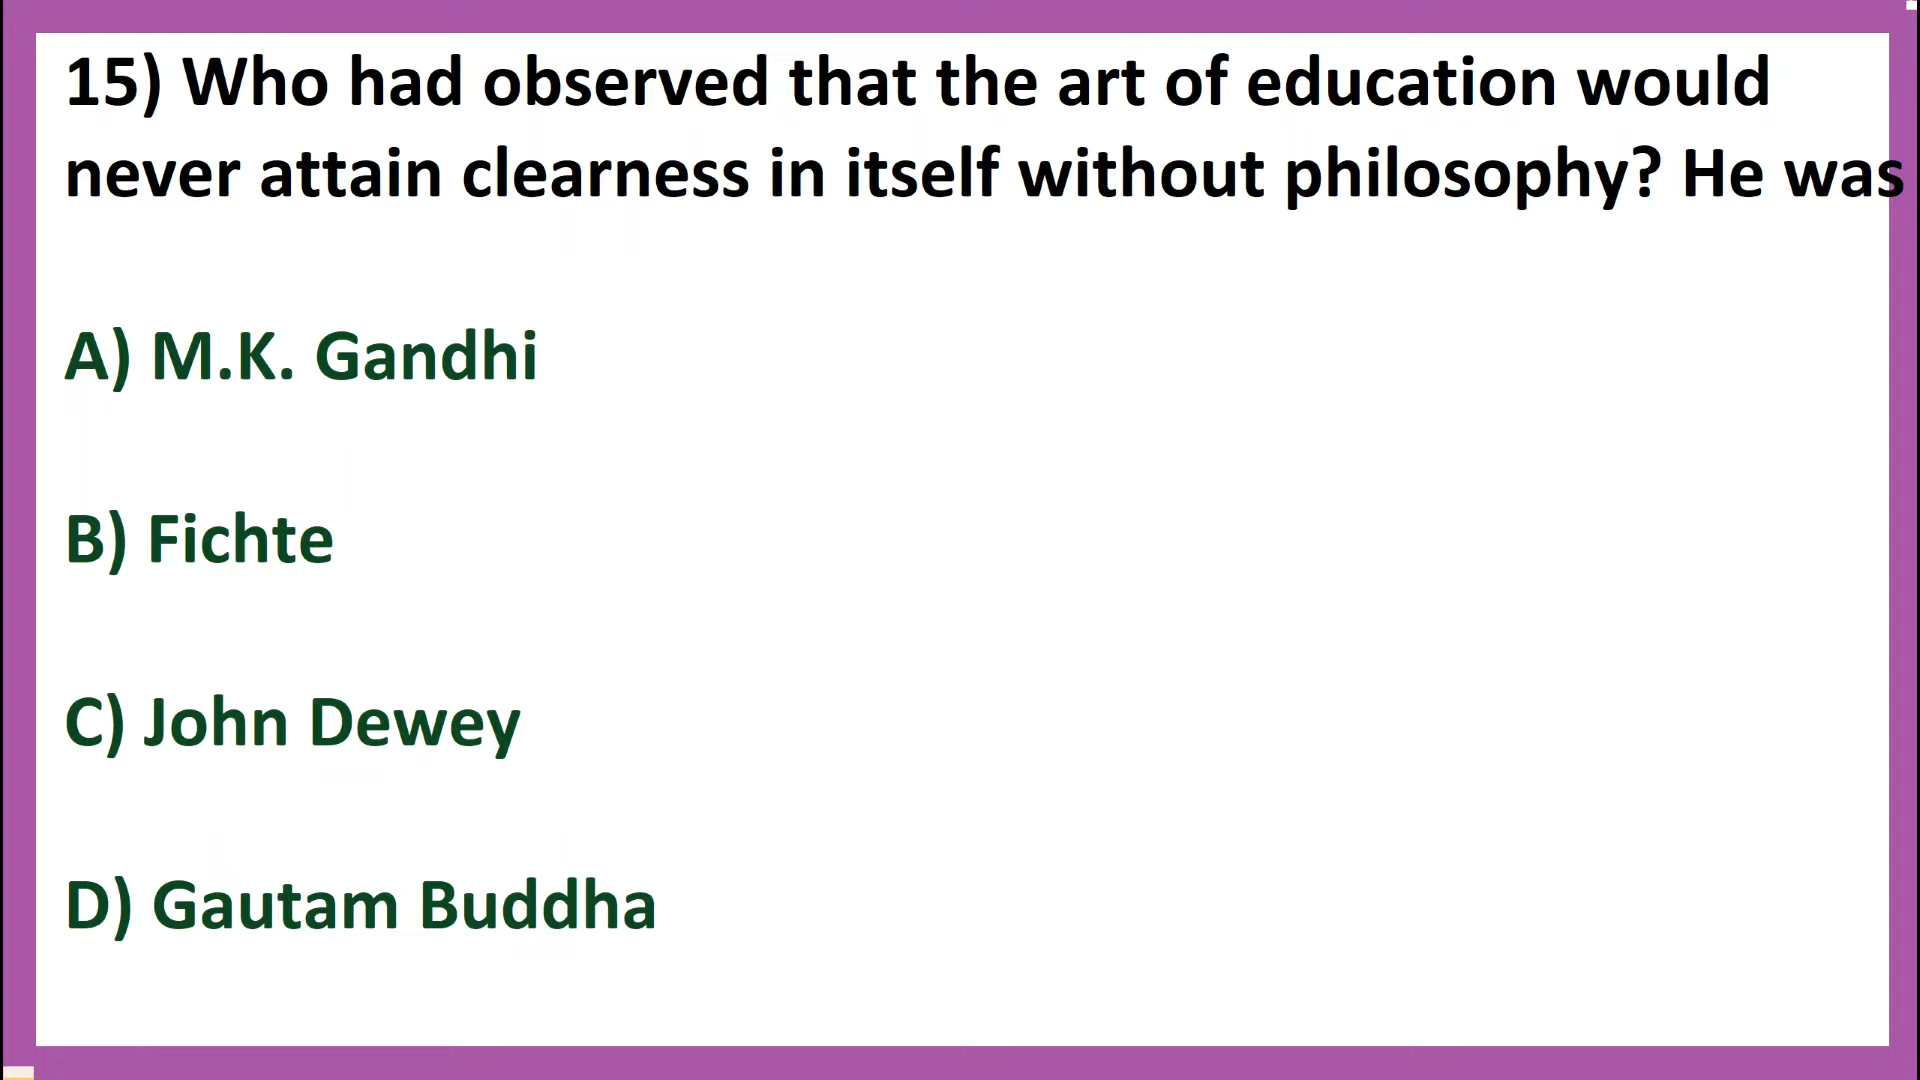 15) Who had observed that the art of education would
never attain clearness in itself without philosophy? He was
A) M.K. Gandhi
B) Fichte
C) John Dewey
D) Gautam Buddha